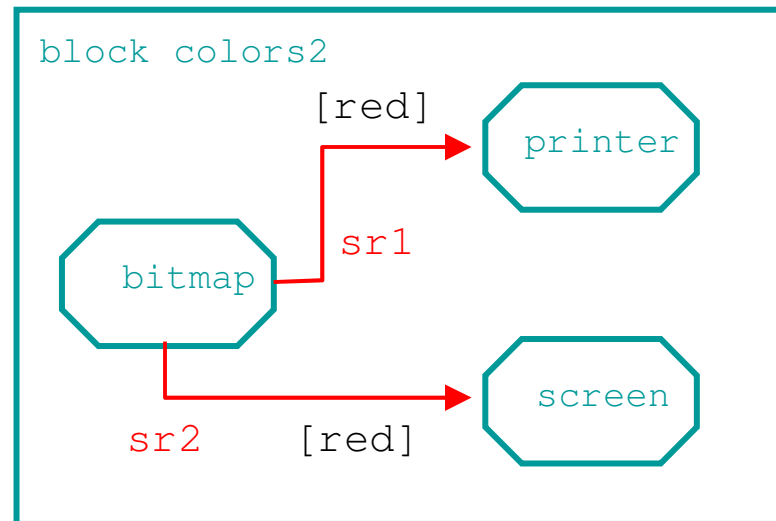 block colors2
[red]
printer
sr1
bitmap
screen
sr2
[red]